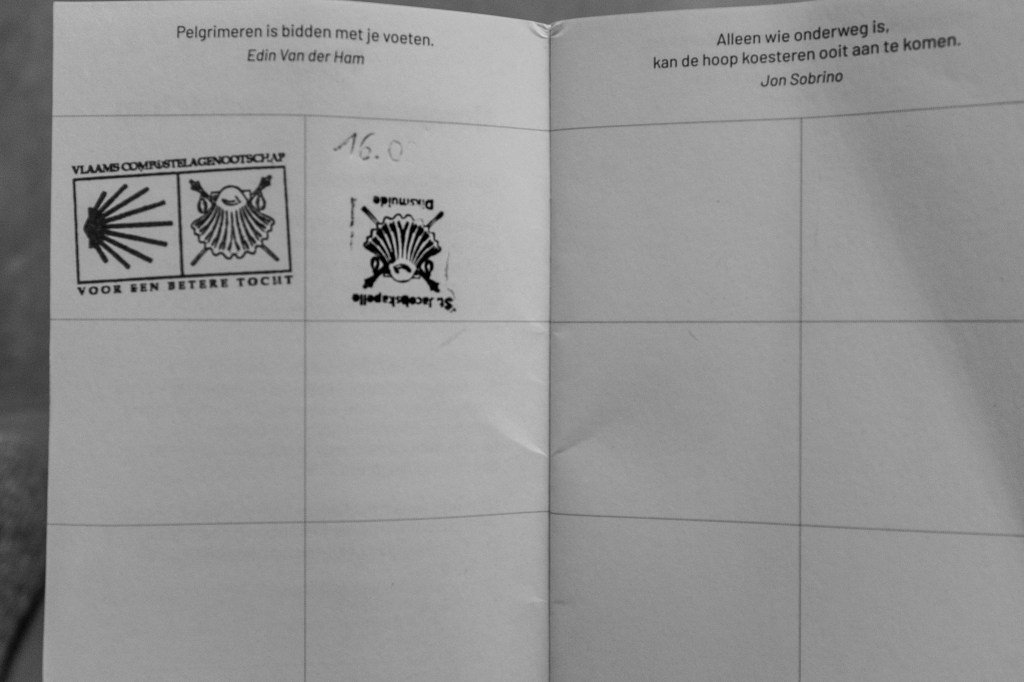 Pelgrimeren is bidden met je voeten.
Edin Van der Ham
Alleen wie onderweg is,
kan de hoop koesteren ooit aan te komen.
Jon Sobrino
VLAAMS COMPOSTELAGENOOTSCHAP
VOOR EEN BETERE TOCHT
16.0
St. Jacobskapelle
Diksmuide